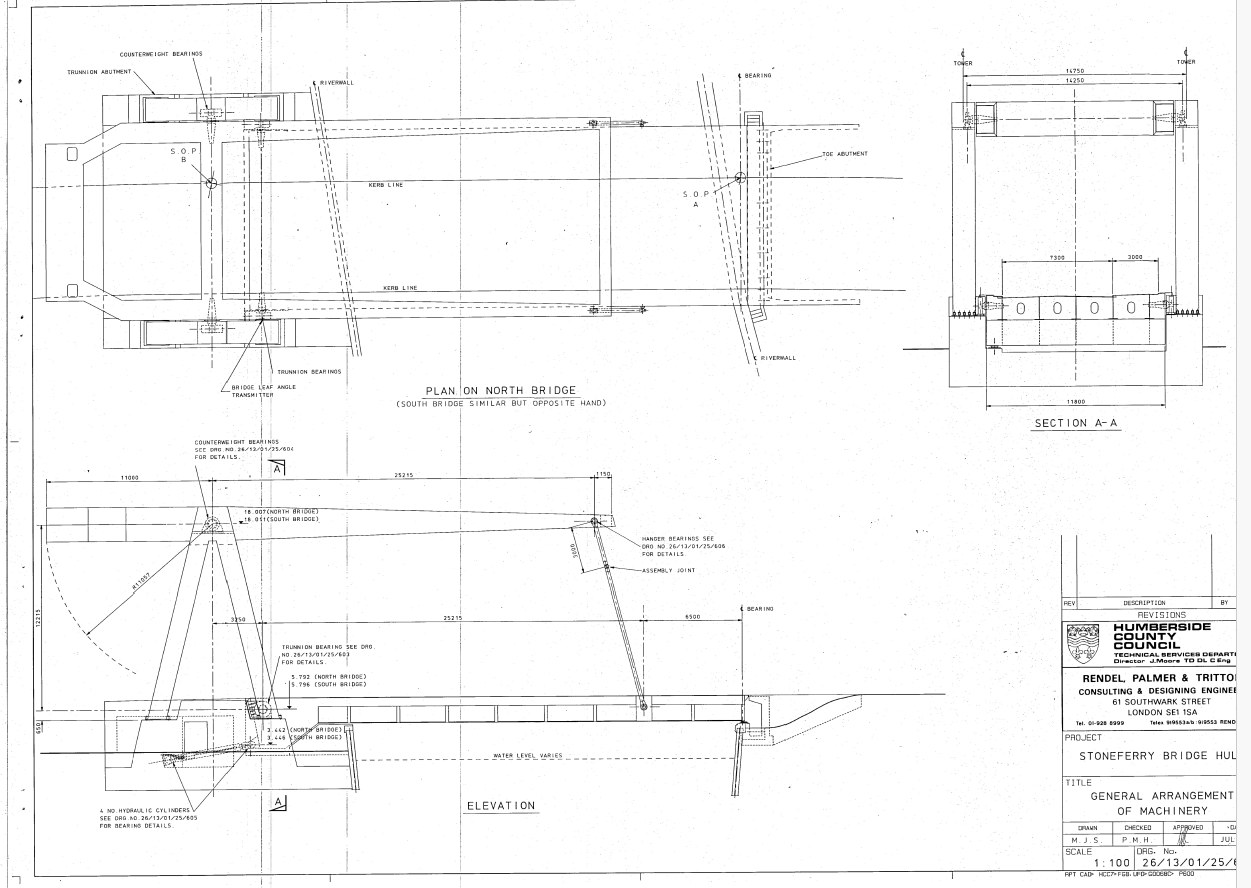 COUNTERWEIGHT BEARINGS
TRUNNION ABUTMENT
℄ RIVERWALL
℄ BEARING
S.O.P
B
KERB LINE
S.O.P
A
TOE ABUTMENT
KERB LINE
℄ RIVERWALL
TRUNNION BEARINGS
BRIDGE LEAF ANGLE
TRANSMITTER
PLAN ON NORTH BRIDGE
(SOUTH BRIDGE SIMILAR BUT OPPOSITE HAND)
℄
TOWER
℄
TOWER
14750
14250
7300
3000
11800
SECTION A-A
COUNTERWEIGHT BEARINGS
SEE DRG.NO.26/13/01/25/604
FOR DETAILS.
A
11060
25215
1150
18.007(NORTH BRIDGE)
18.011(SOUTH BRIDGE)
HANGER BEARINGS SEE
DRG NO.26/13/01/25/606
FOR DETAILS.
3000
ASSEMBLY JOINT
R11057
12215
3250
25215
6500
℄ BEARING
TRUNNION BEARING SEE DRG.
NO.26/13/01/25/603
FOR DETAILS.
5.792 (NORTH BRIDGE)
5.796 (SOUTH BRIDGE)
3.442 (NORTH BRIDGE)
3.446 (SOUTH BRIDGE)
WATER LEVEL VARIES
4 NO.HYDRAULIC CYLINDERS
SEE DRG.NO.26/13/01/25/605
FOR BEARING DETAILS.
A
ELEVATION
REV
DESCRIPTION
BY
REVISIONS
HUMBERSIDE
COUNTY
COUNCIL
TECHNICAL SERVICES DEPARTM
Director J.Moore TD DL C Eng
RENDEL, PALMER & TRITTO
CONSULTING & DESIGNING ENGINEE
61 SOUTHWARK STREET
LONDON SE1 1SA
Tel. 01-928 8999 Telex 919553a/b:919553 REND
PROJECT
STONEFERRY BRIDGE HUL
TITLE
GENERAL ARRANGEMENT
OF MACHINERY
DRAWN
CHECKED
APPROVED
M.J.S.
P.M.H.
JUL
SCALE
DRG. No.
1:100
26/13/01/25/6